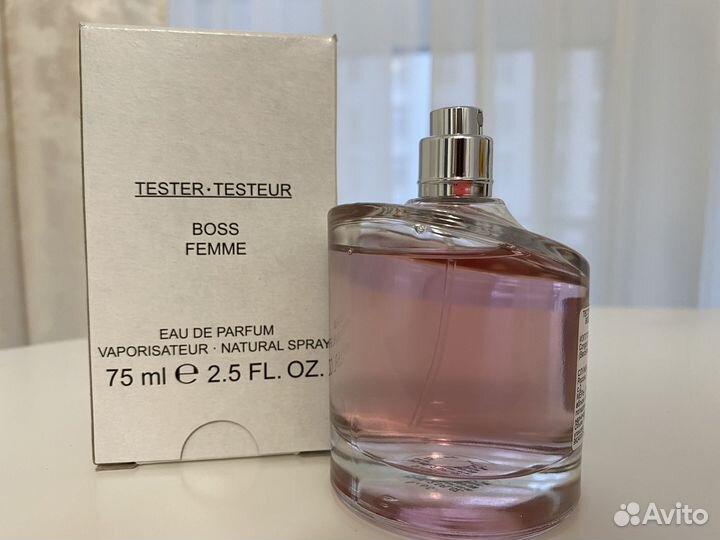 TESTER·TESTEUR
BOSS
FEMME
EAU DE PARFUM
VAPORISATEUR · NATURAL SPRAY
75 ml e 2.5 FL. OZ.
Avito